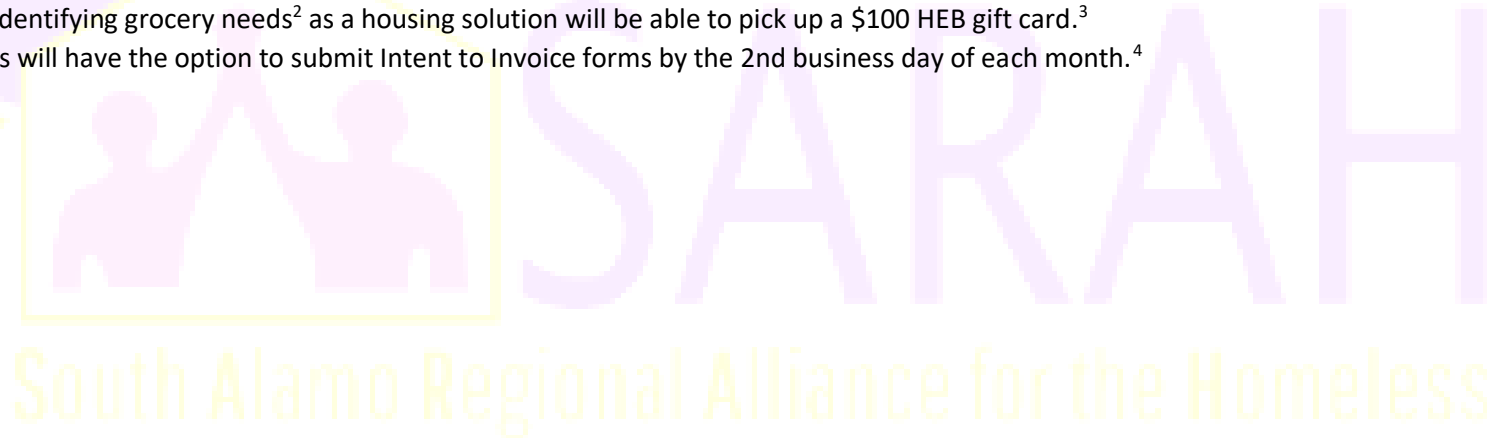 dentifying grocery needs² as a housing solution will be able to pick up a $100 HEB gift card.³
s will have the option to submit Intent to Invoice forms by the 2nd business day of each month.⁴
SARAH
South Alamo Regional Alliance for the Homeless